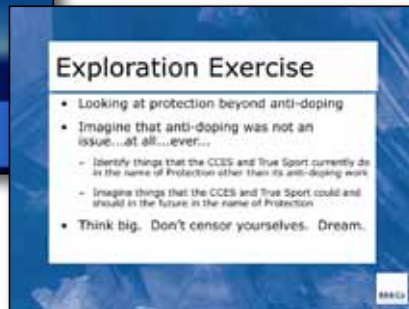 Exploration Exercise
• Looking at protection beyond anti-doping
• Imagine that anti-doping was not an
issue...at all...ever...
– Identify things that the CCES and True Sport currently do
in the name of Protection other than its anti-doping work
– Imagine things that the CCES and True Sport could and
should in the future in the name of Protection
• Think big. Don't censor yourselves. Dream.